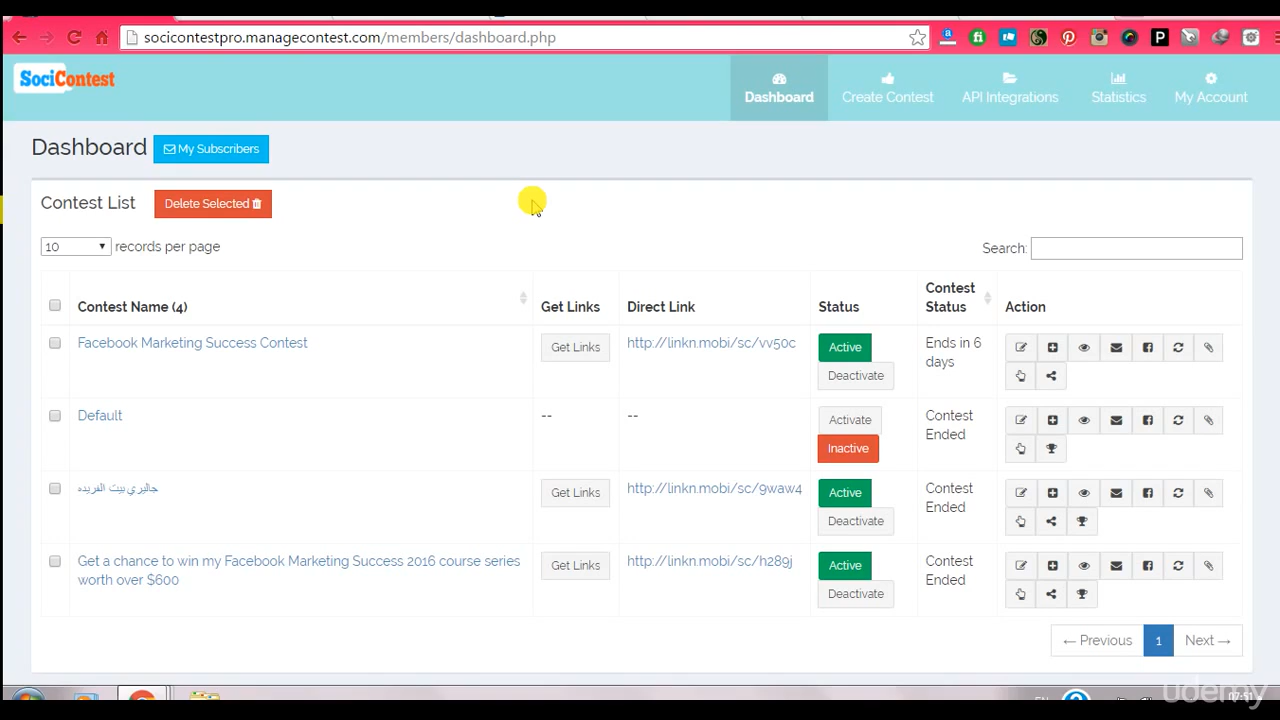 socicontestpro.managecontest.com/members/dashboard.php
SociContest
Dashboard
Create Contest
API Integrations
Statistics
My Account
Dashboard
My Subscribers
Contest List
Delete Selected
10 records per page
Search:
Contest Name (4)
Get Links
Direct Link
Status
Contest Status
Action
Facebook Marketing Success Contest
Get Links
http://linkn.mobi/sc/vv50c
Active
Deactivate
Ends in 6
days
Default
--
--
Activate
Inactive
Contest
Ended
جاليري بيت الفريده
Get Links
http://linkn.mobi/sc/9waw4
Active
Deactivate
Contest
Ended
Get a chance to win my Facebook Marketing Success 2016 course series
worth over $600
Get Links
http://linkn.mobi/sc/h289j
Active
Deactivate
Contest
Ended
← Previous
1
Next →
EN
07:51
udemy